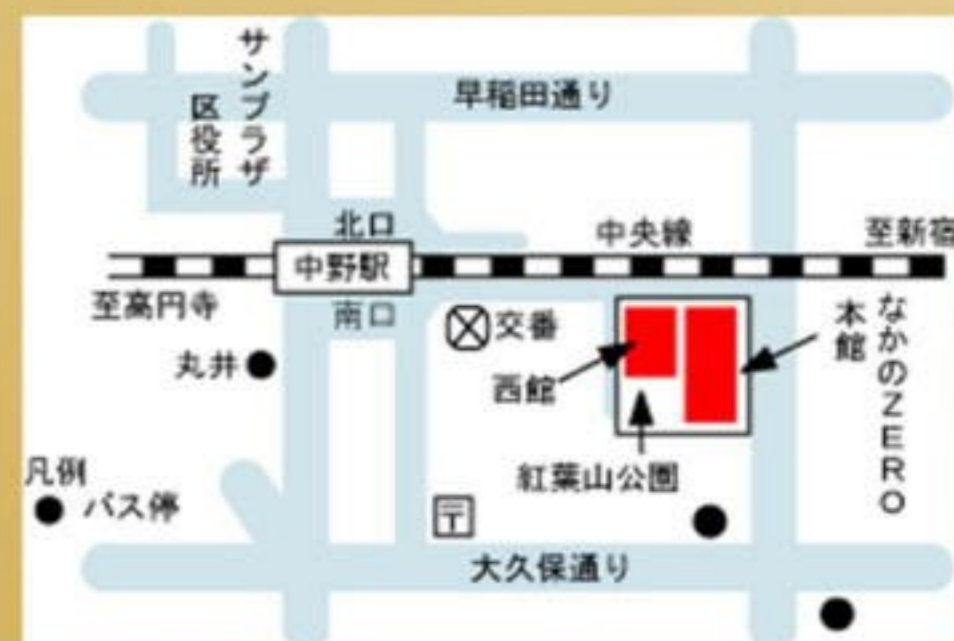 サンプラザ
区役所
早稲田通り
北口
中央線
至新宿
中野駅
至高円寺
南口
交番
本館
なかのZERO
丸井
西館
凡例
バス停
紅葉山公園
〒
大久保通り